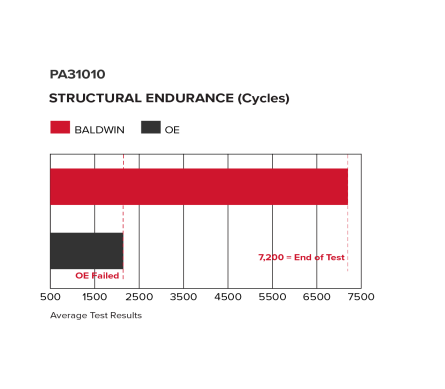 PA31010
STRUCTURAL ENDURANCE (Cycles)
BALDWIN OE
7,200 = End of Test
OE Failed
500 1500 2500 3500 4500 5500 6500 7500
Average Test Results